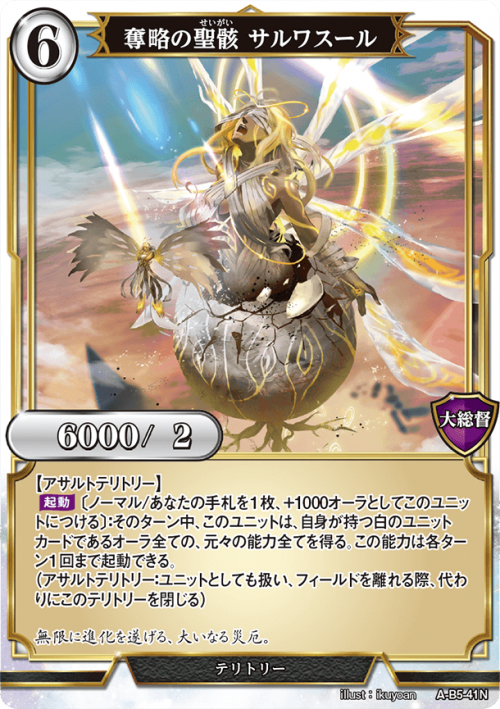 6
せいがい
奪略の聖骸 サルワスール
6000/ 2
大総督
【アサルトテリトリー】
起動 〔ノーマル/あなたの手札を1枚、+1000オーラとしてこのユニッ
トにつける〕：そのターン中、このユニットは、自身が持つ白のユニット
カードであるオーラ全ての、元々の能力全てを得る。この能力は各ター
ン1回まで起動できる。
（アサルトテリトリー：ユニットとしても扱い、フィールドを離れる際、代わ
りにこのテリトリーを閉じる）
無限に進化を遂げる、大いなる災厄。
テリトリー
illust：ikuyoan A-B5-41N